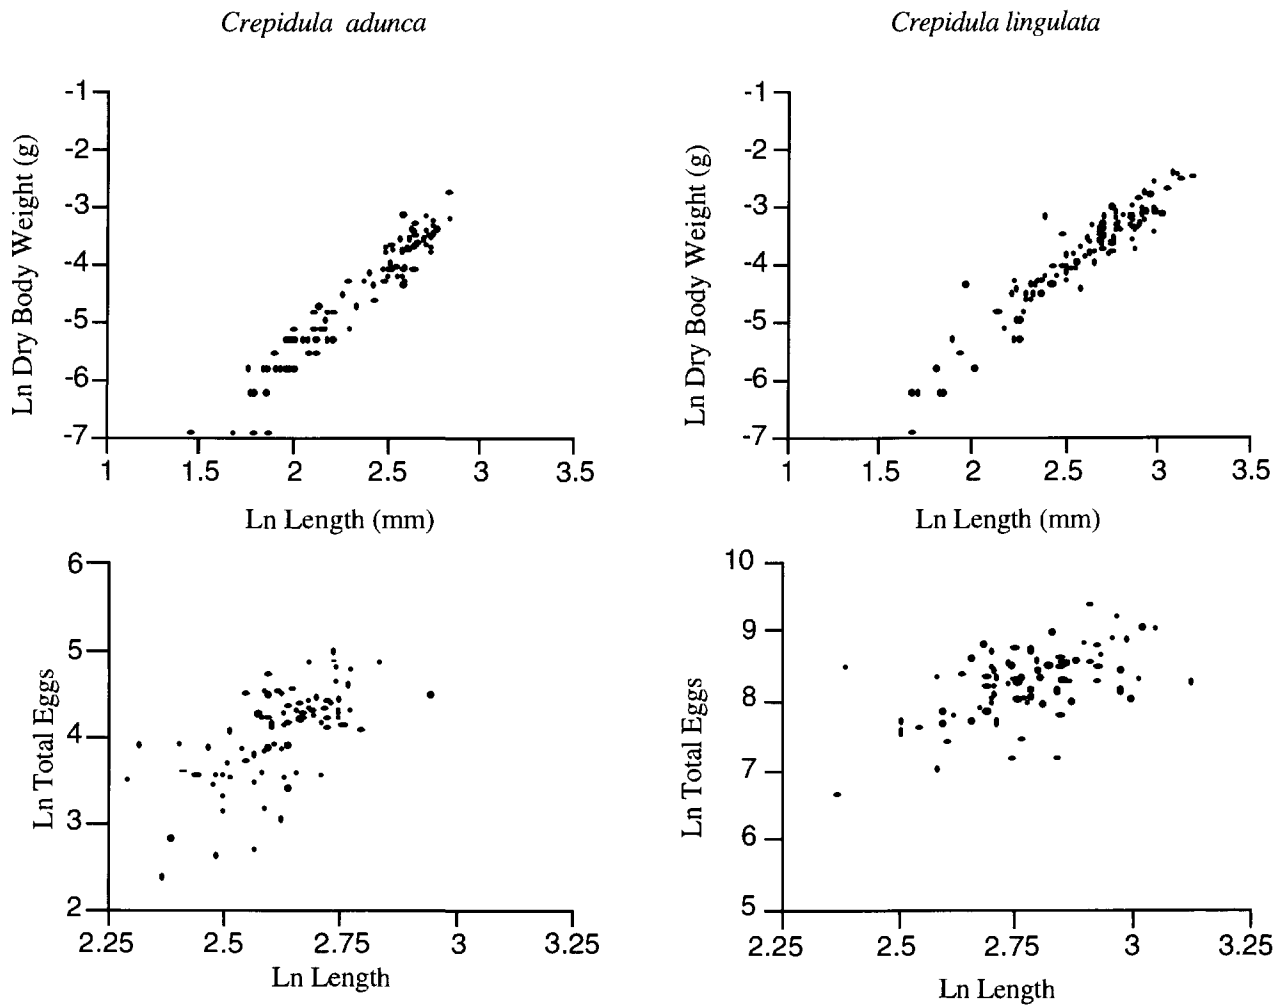 Crepidula adunca
Crepidula lingulata
-1
-2
-3
-4
-5
-6
-7
Ln Dry Body Weight (g)
1 1.5 2 2.5 3 3.5
Ln Length (mm)
-1
-2
-3
-4
-5
-6
-7
Ln Dry Body Weight (g)
1 1.5 2 2.5 3 3.5
Ln Length (mm)
6
5
4
3
2
Ln Total Eggs
2.25 2.5 2.75 3 3.25
Ln Length
10
9
8
7
6
5
Ln Total Eggs
2.25 2.5 2.75 3 3.25
Ln Length